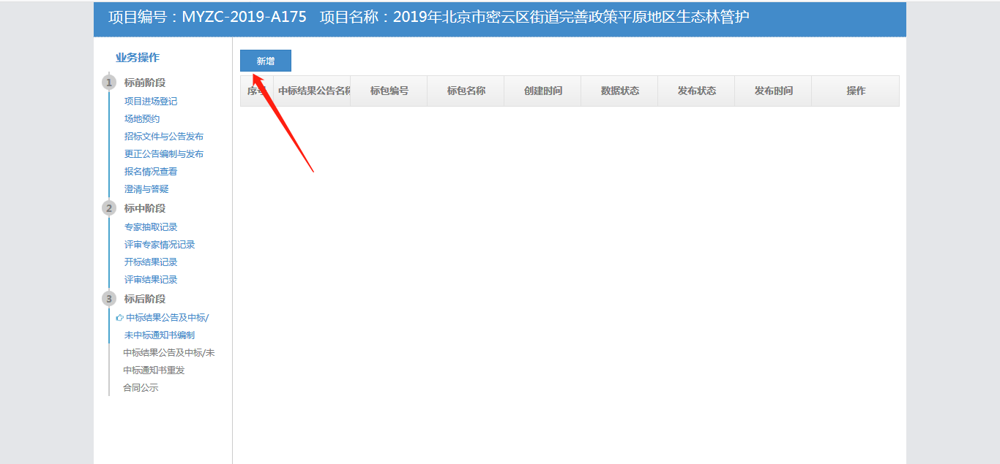 项目编号：MYZC-2019-A175 项目名称：2019年北京市密云区街道完善政策平原地区生态林管护
业务操作
1 标前阶段
项目进场登记
场地预约
招标文件与公告发布
更正公告编制与发布
报名情况查看
澄清与答疑
2 标中阶段
专家抽取记录
评审专家情况记录
开标结果记录
评审结果记录
3 标后阶段
中标结果公告及中标/
未中标通知书编制
中标结果公告及中标/未
中标通知书重发
合同公示
新增
序号 中标结果公告名称 标包编号 标包名称 创建时间 数据状态 发布状态 发布时间 操作